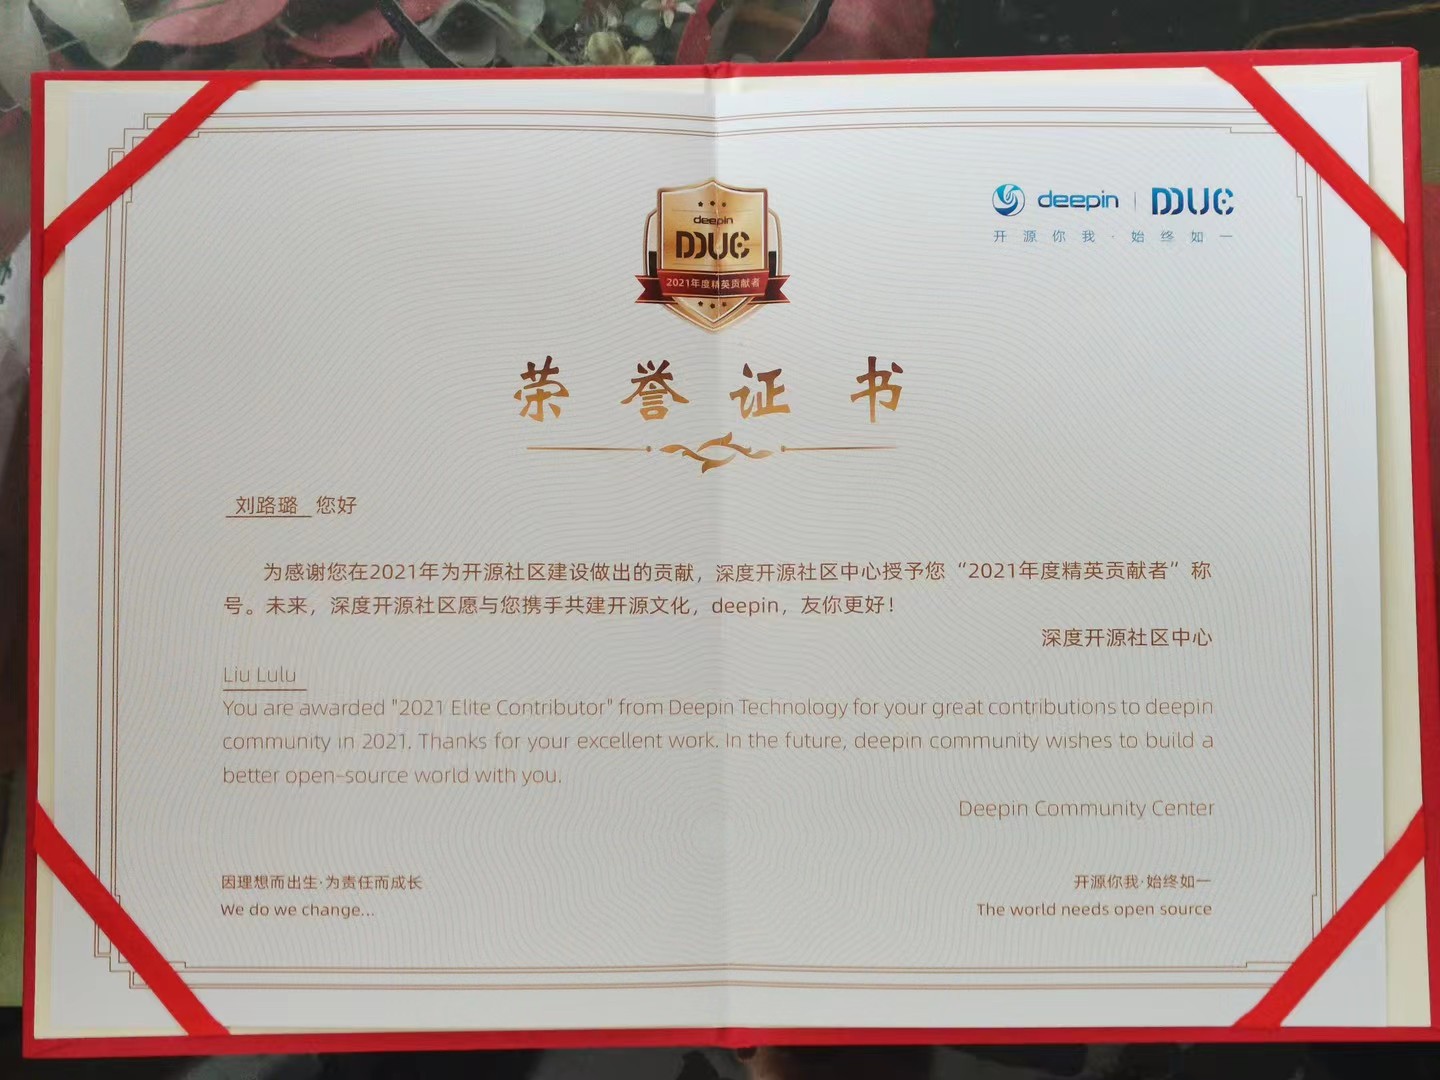 deepin
DDUC
2021年度精英贡献者
deepin | DDUC
开源你我·始终如一
荣誉证书
刘路璐 您好
为感谢您在2021年为开源社区建设做出的贡献，深度开源社区中心授予您“2021年度精英贡献者”称
号。未来，深度开源社区愿与您携手共建开源文化，deepin，友你更好！
深度开源社区中心
Liu Lulu
You are awarded "2021 Elite Contributor" from Deepin Technology for your great contributions to deepin
community in 2021. Thanks for your excellent work. In the future, deepin community wishes to build a
better open-source world with you.
Deepin Community Center
因理想而出生·为责任而成长
We do we change...
开源你我·始终如一
The world needs open source